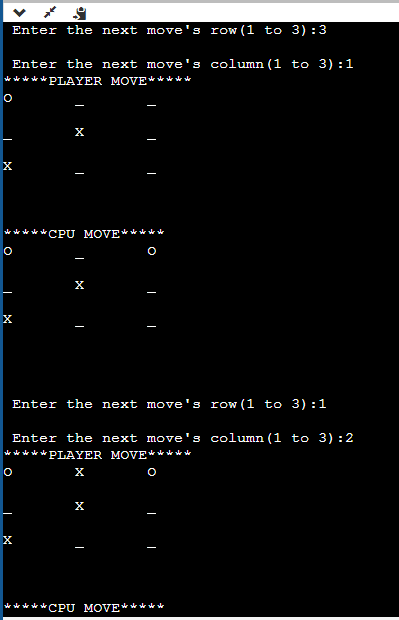 Enter the next move's row(1 to 3):3
Enter the next move's column(1 to 3):1
*****PLAYER MOVE*****
O _ _
_ X _
X _ _
*****CPU MOVE*****
O _ O
_ X _
X _ _
Enter the next move's row(1 to 3):1
Enter the next move's column(1 to 3):2
*****PLAYER MOVE*****
O X O
_ X _
X _ _
*****CPU MOVE*****